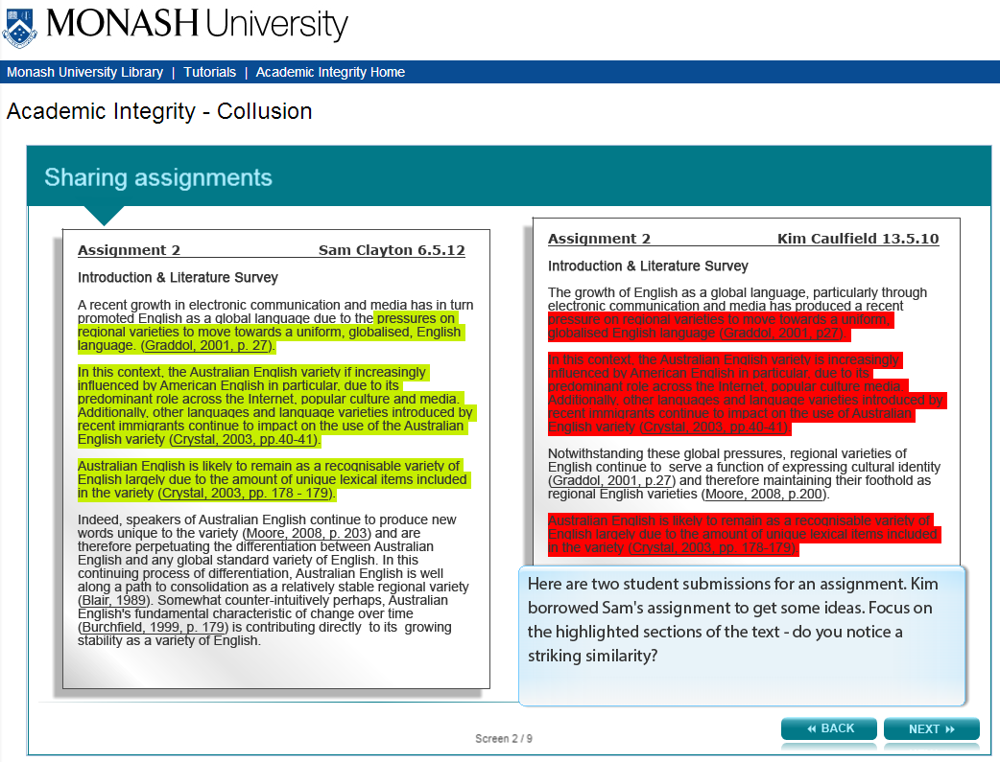 MONASH University
Monash University Library | Tutorials | Academic Integrity Home
Academic Integrity - Collusion
Sharing assignments
Assignment 2 Sam Clayton 6.5.12
Introduction & Literature Survey
A recent growth in electronic communication and media has in turn
promoted English as a global language due to the pressures on
regional varieties to move towards a uniform, globalised, English
language. (Graddol, 2001, p. 27).
In this context, the Australian English variety if increasingly
influenced by American English in particular, due to its
predominant role across the Internet, popular culture and media.
Additionally, other languages and language varieties introduced by
recent immigrants continue to impact on the use of the Australian
English variety (Crystal, 2003, pp.40-41).
Australian English is likely to remain as a recognisable variety of
English largely due to the amount of unique lexical items included
in the variety (Crystal, 2003, pp. 178 - 179).
Indeed, speakers of Australian English continue to produce new
words unique to the variety (Moore, 2008, p. 203) and are
therefore perpetuating the differentiation between Australian
English and any global standard variety of English. In this
continuing process of differentiation, Australian English is well
along a path to consolidation as a relatively stable regional variety
(Blair, 1989). Somewhat counter-intuitively perhaps, Australian
English's fundamental characteristic of change over time
(Burchfield, 1999, p. 179) is contributing directly to its growing
stability as a variety of English.
Assignment 2 Kim Caulfield 13.5.10
Introduction & Literature Survey
The growth of English as a global language, particularly through
electronic communication and media has produced a recent
pressure on regional varieties to move towards a uniform,
globalised English language (Graddol, 2001, p27).
In this context, the Australian English variety is increasingly
influenced by American English in particular, due to its
predominant role across the Internet, popular culture media.
Additionally, other languages and language varieties introduced by
recent immigrants continue to impact on the use of Australian
English variety (Crystal, 2003, pp.40-41)
Notwithstanding these global pressures, regional varieties of
English continue to serve a function of expressing cultural identity
(Graddol, 2001, p.27) and therefore maintaining their foothold as
regional English varieties (Moore, 2008, p.200).
Australian English is likely to remain as a recognisable variety of
English largely due to the amount of unique lexical items included
in the variety (Crystal, 2003, pp. 178-179)
Here are two student submissions for an assignment. Kim
borrowed Sam's assignment to get some ideas. Focus on
the highlighted sections of the text - do you notice a
striking similarity?
BACK NEXT
Screen 2 / 9